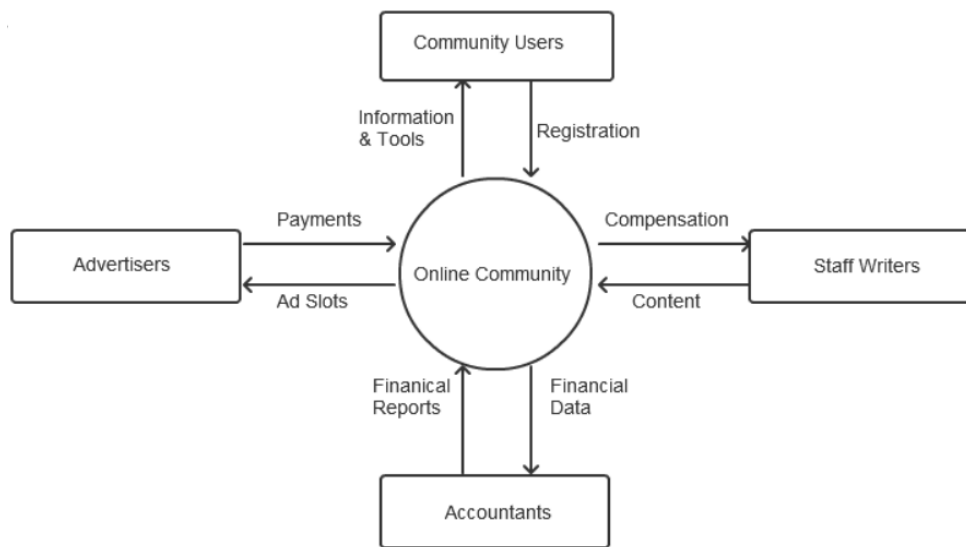 Community Users
Information
& Tools
Registration
Payments
Compensation
Advertisers
Online Community
Staff Writers
Ad Slots
Content
Finanical
Reports
Financial
Data
Accountants